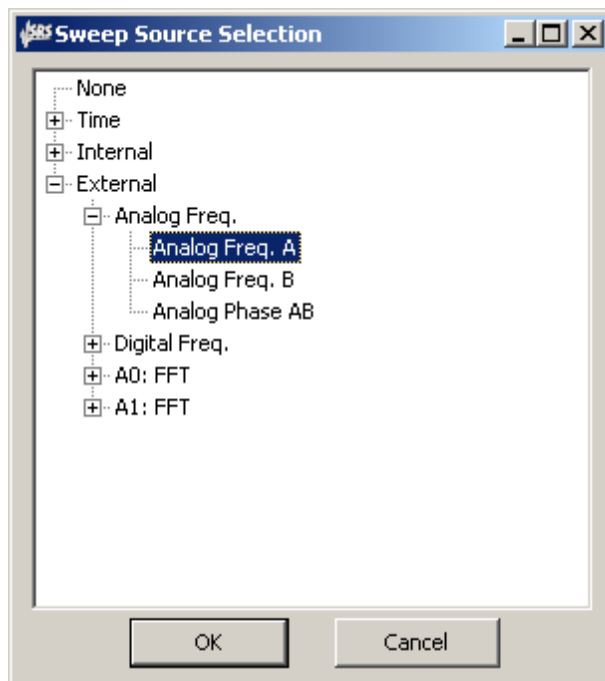 SRS Sweep Source Selection
None
Time
Internal
External
Analog Freq.
Analog Freq. A
Analog Freq. B
Analog Phase AB
Digital Freq.
A0: FFT
A1: FFT
OK Cancel